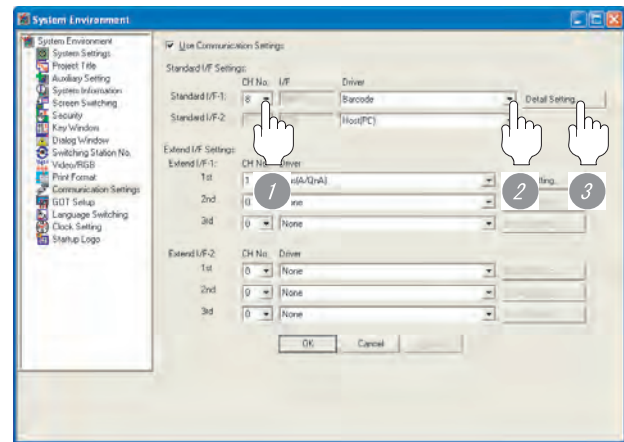 System Environment
System Environment
System Settings
Project Title
Auxiliary Setting
System Information
Screen Switching
Security
Key Window
Dialog Window
Switching Station No.
Video/RGB
Print Format
Communication Settings
GOT Setup
Language Switching
Clock Setting
Startup Logo
Use Communication Settings
Standard I/F Settings
CH No. I/F Driver
Standard I/F-1: 8 Barcode Detail Setting
Standard I/F-2 Host(PC)
Extend I/F Settings
Extend I/F-1: CH No. Driver
1st 1 (A/QnA)
2nd 0
3rd 0 None
Extend I/F-2: CH No. Driver
1st 0 None
2nd 0 None
3rd 0 None
OK Cancel
1
2
3